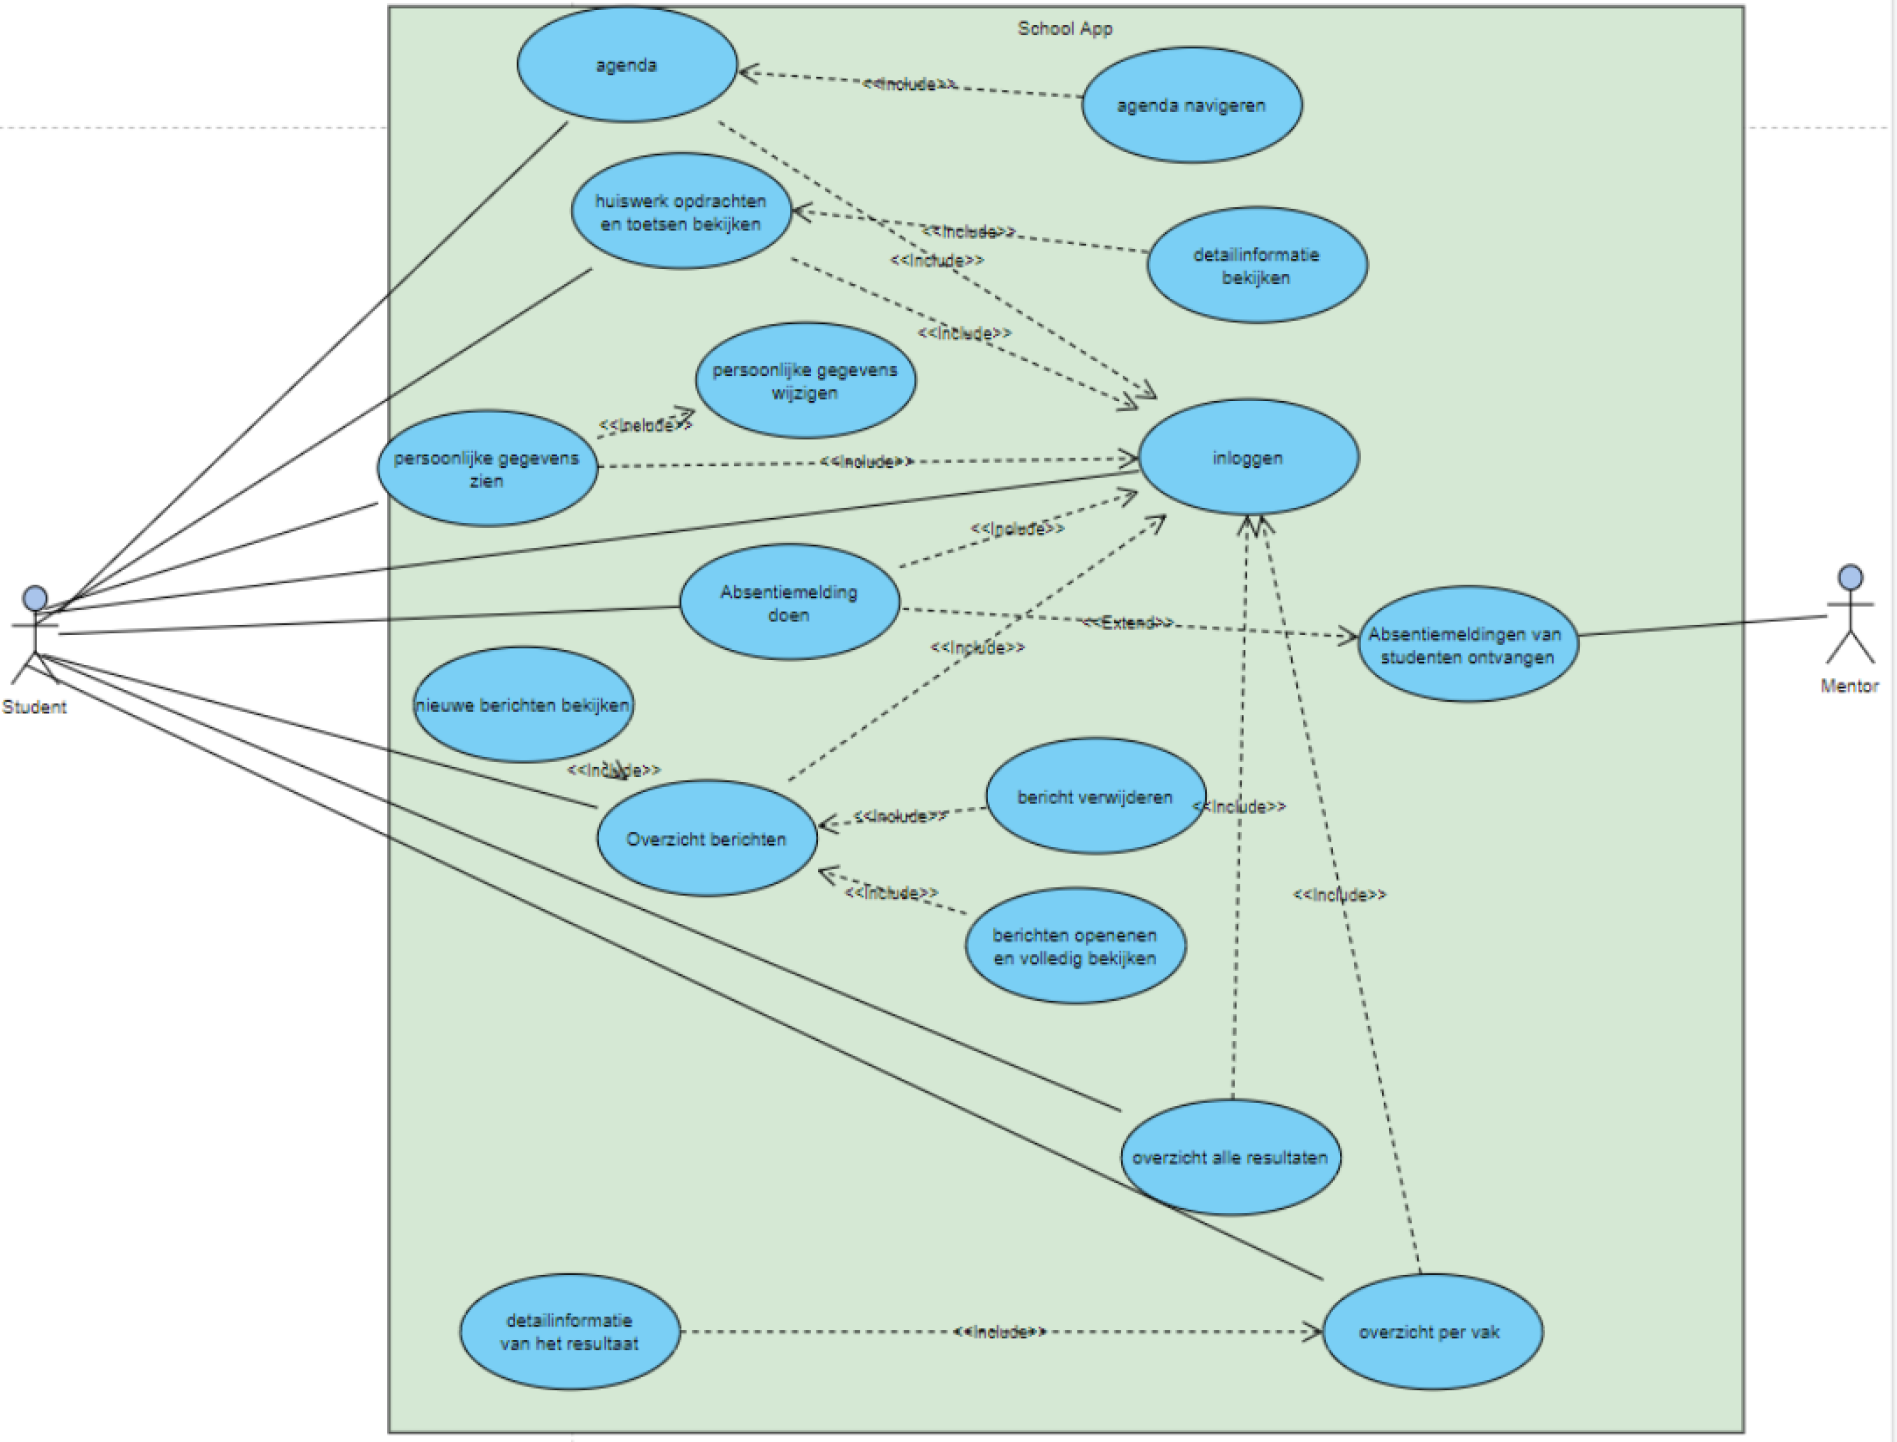 School App
agenda
<<Include>>
agenda navigeren
huiswerk opdrachten
en toetsen bekijken
<<Include>>
<<Include>>
detailinformatie
bekijken
<<Include>>
persoonlijke gegevens
wijzigen
<<Include>>
persoonlijke gegevens
zien
<<Include>>
inloggen
<<Include>>
Absentiemelding
doen
<<Extend>>
Absentiemeldingen van
studenten ontvangen
<<Include>>
Student
Mentor
nieuwe berichten bekijken
<<Include>>
bericht verwijderen
<<Include>>
<<Include>>
Overzicht berichten
<<Include>>
<<Include>>
berichten openenen
en volledig bekijken
overzicht alle resultaten
detailinformatie
van het resultaat
<<Include>>
overzicht per vak